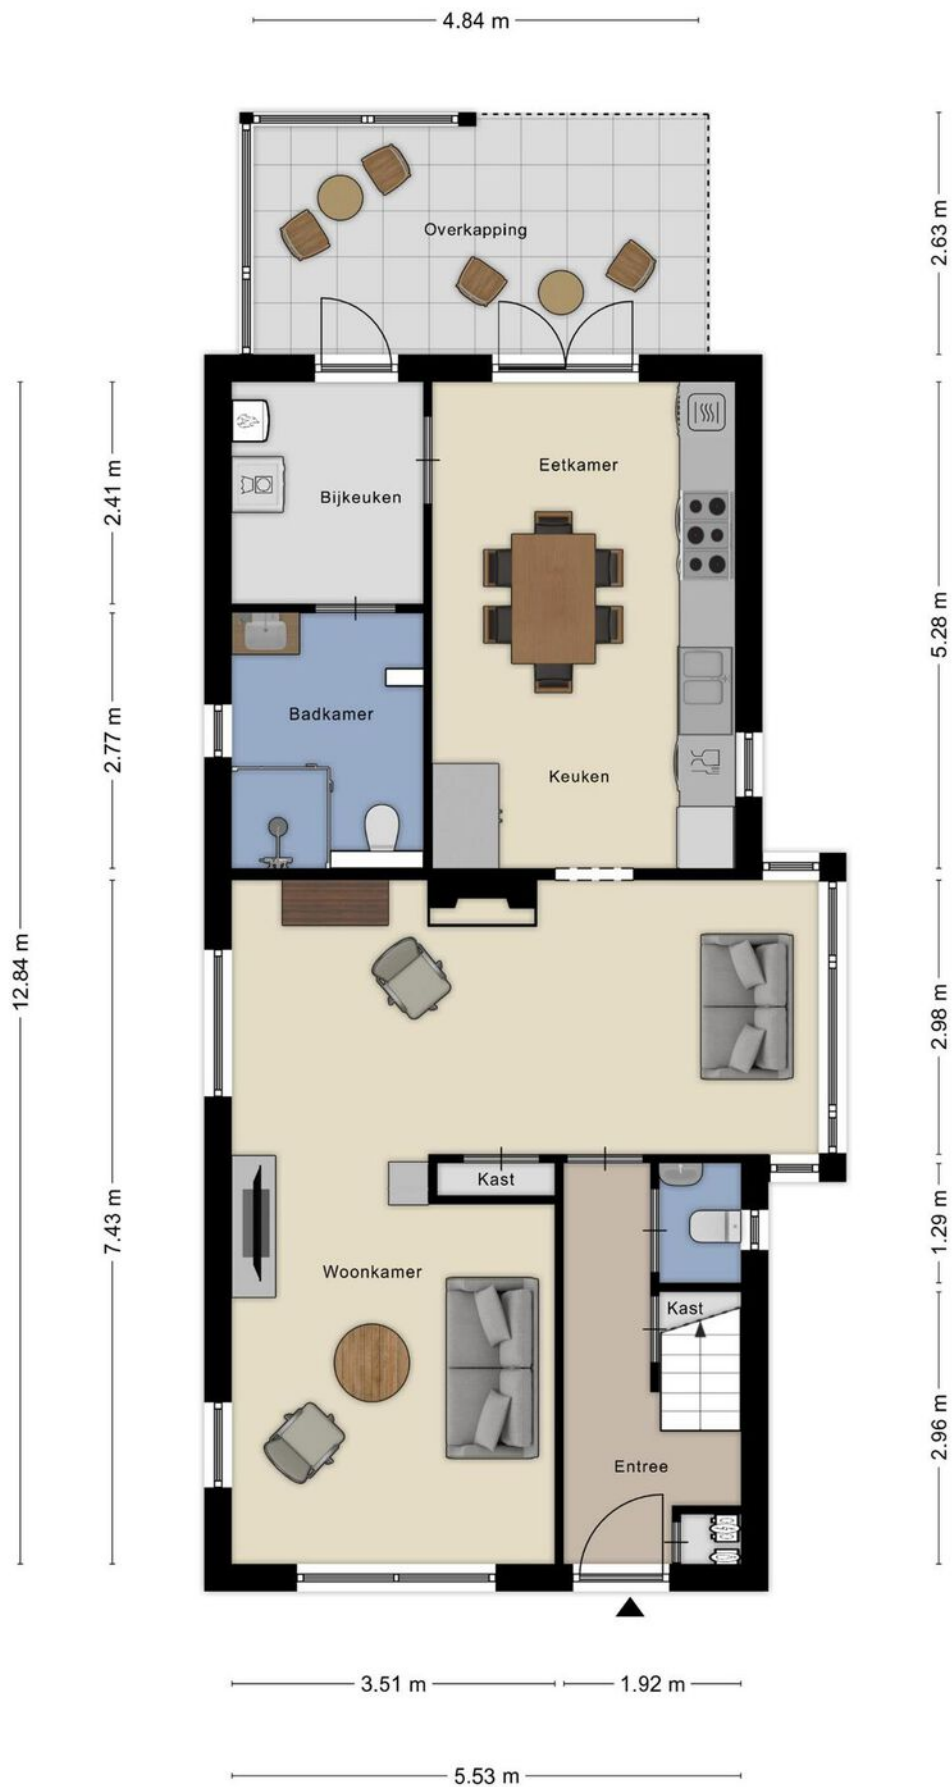 4.84 m
2.63 m
Overkapping
2.41 m
Eetkamer
Bijkeuken
5.28 m
2.77 m
Badkamer
Keuken
12.84 m
2.98 m
7.43 m
Kast
1.29 m
Woonkamer
Kast
2.96 m
Entree
3.51 m
1.92 m
5.53 m